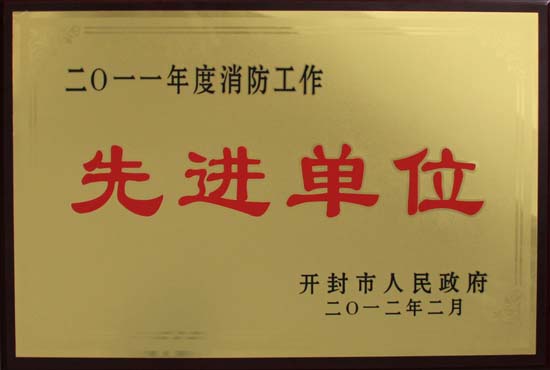 二〇一一年度消防工作
先进单位
开封市人民政府
二〇一二年二月